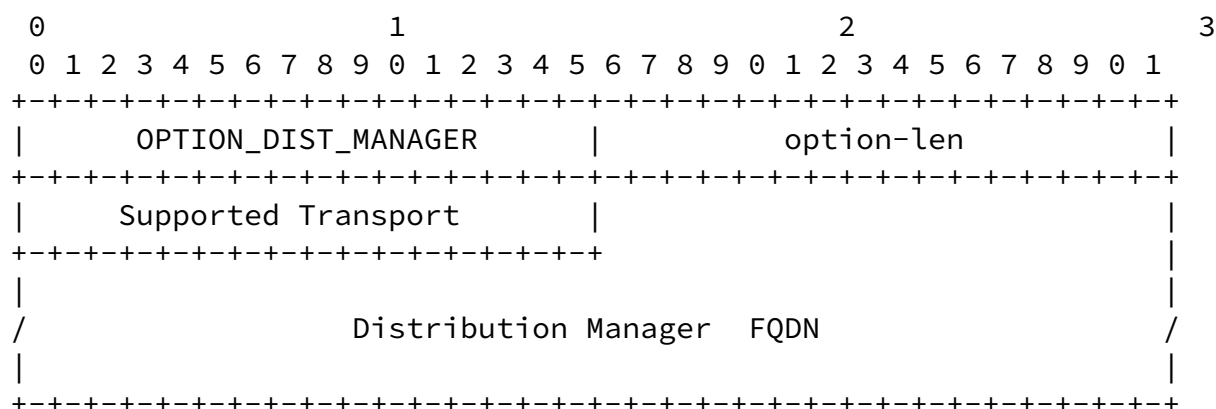 0                   1                   2                   3
 0 1 2 3 4 5 6 7 8 9 0 1 2 3 4 5 6 7 8 9 0 1 2 3 4 5 6 7 8 9 0 1
+-+-+-+-+-+-+-+-+-+-+-+-+-+-+-+-+-+-+-+-+-+-+-+-+-+-+-+-+-+-+-+-+
|      OPTION_DIST_MANAGER      |          option-len           |
+-+-+-+-+-+-+-+-+-+-+-+-+-+-+-+-+-+-+-+-+-+-+-+-+-+-+-+-+-+-+-+-+
|     Supported Transport       |                               |
+-+-+-+-+-+-+-+-+-+-+-+-+-+-+-+-+                               |
|                                                               |
/                  Distribution Manager  FQDN                   /
|                                                               |
+-+-+-+-+-+-+-+-+-+-+-+-+-+-+-+-+-+-+-+-+-+-+-+-+-+-+-+-+-+-+-+-+